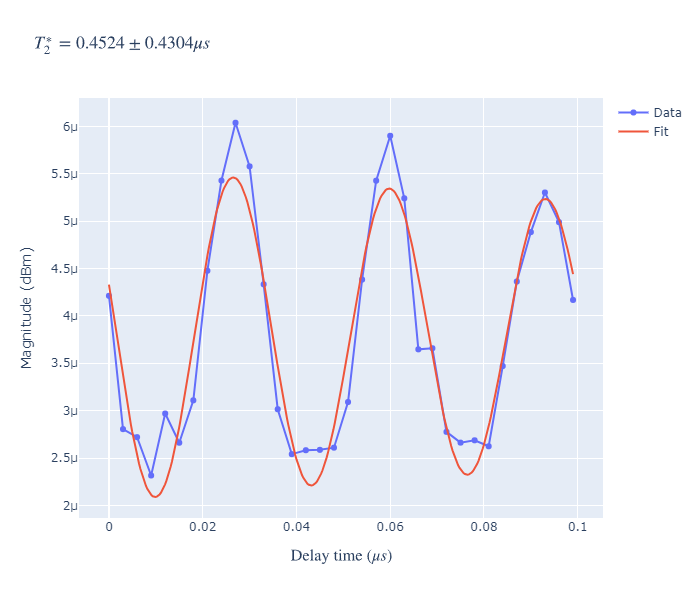 T₂* = 0.4524 ± 0.4304μs
Data
Fit
6μ
5.5μ
5μ
4.5μ
4μ
3.5μ
3μ
2.5μ
2μ
Magnitude (dBm)
0 0.02 0.04 0.06 0.08 0.1
Delay time (μs)